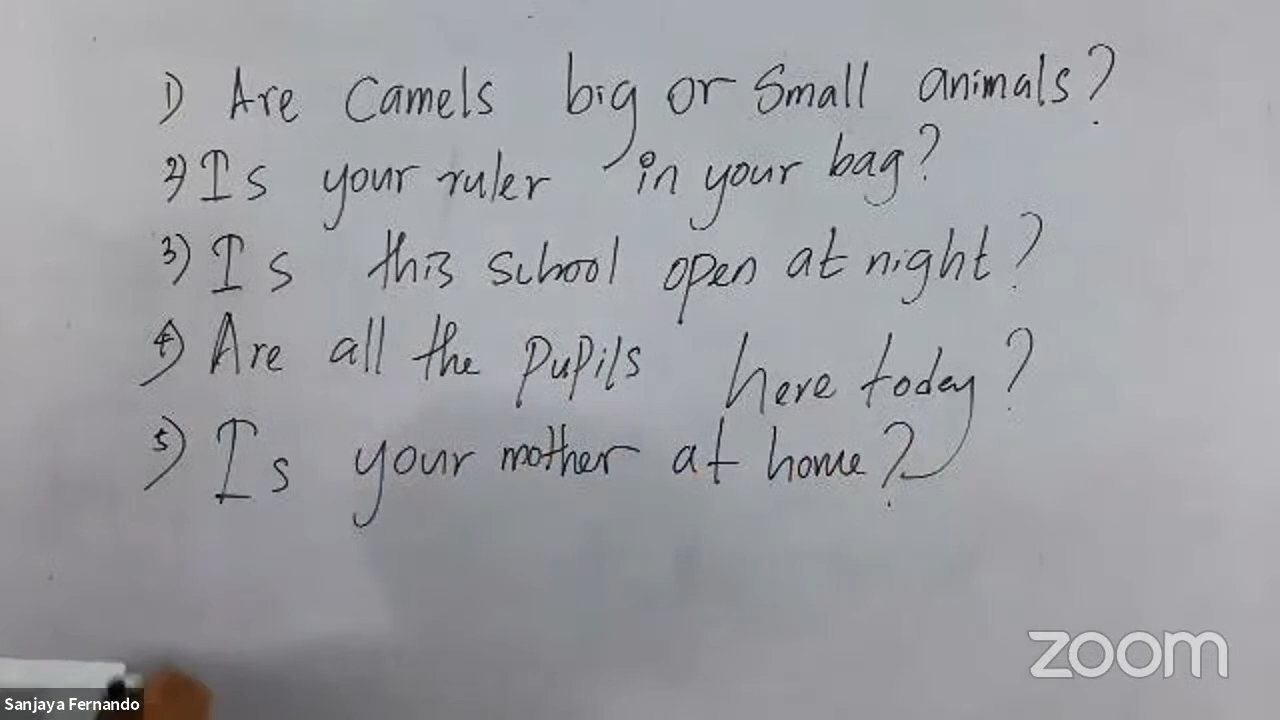 1) Are Camels big or Small animals?
2) Is your ruler in your bag?
3) Is this school open at night?
4) Are all the pupils here today?
5) Is your mother at home?
zoom
Sanjaya Fernando